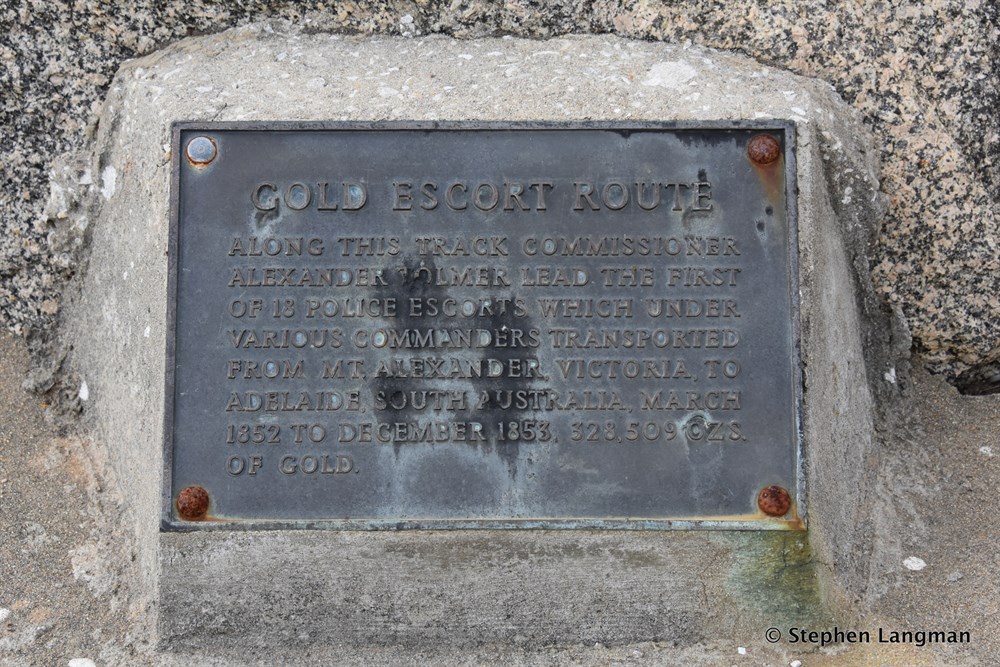 GOLD ESCORT ROUTE
ALONG THIS TRACK COMMISSIONER
ALEXANDER TOLMER LEAD THE FIRST
OF 18 POLICE ESCORTS WHICH UNDER
VARIOUS COMMANDERS TRANSPORTED
FROM MT. ALEXANDER, VICTORIA, TO
ADELAIDE, SOUTH AUSTRALIA, MARCH
1852 TO DECEMBER 1853, 328,509 OZS.
OF GOLD.
© Stephen Langman